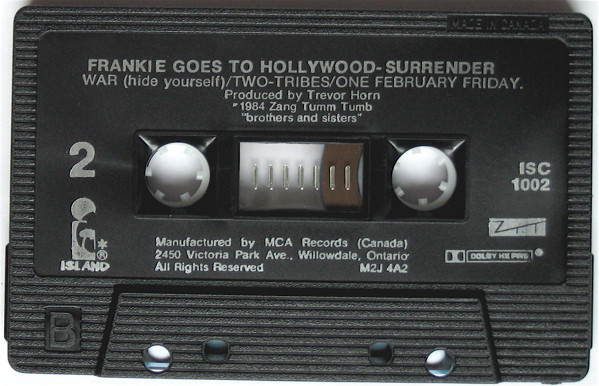 MADE IN CANADA
FRANKIE GOES TO HOLLYWOOD-SURRENDER
WAR (hide yourself)/TWO-TRIBES/ONE FEBRUARY FRIDAY.
Produced by Trevor Horn
℗1984 Zang Tumm Tumb
"brothers and sisters"
2
ISC
1002
ISLAND®
ZTT
Manufactured by MCA Records (Canada)
2450 Victoria Park Ave., Willowdale, Ontario
All Rights Reserved M2J 4A2
DOLBY HX PRO
B